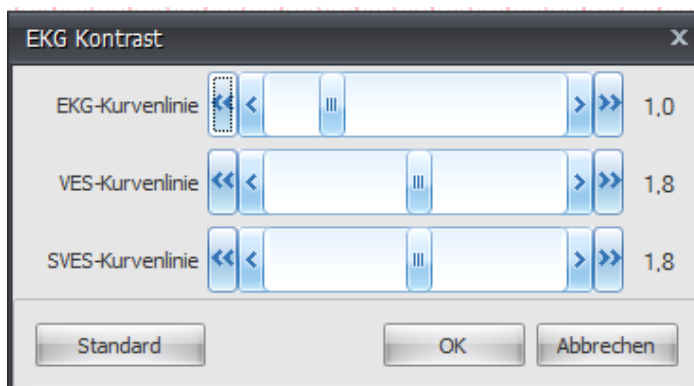 EKG Kontrast
EKG-Kurvenlinie 1,0
VES-Kurvenlinie 1,8
SVES-Kurvenlinie 1,8
Standard OK Abbrechen